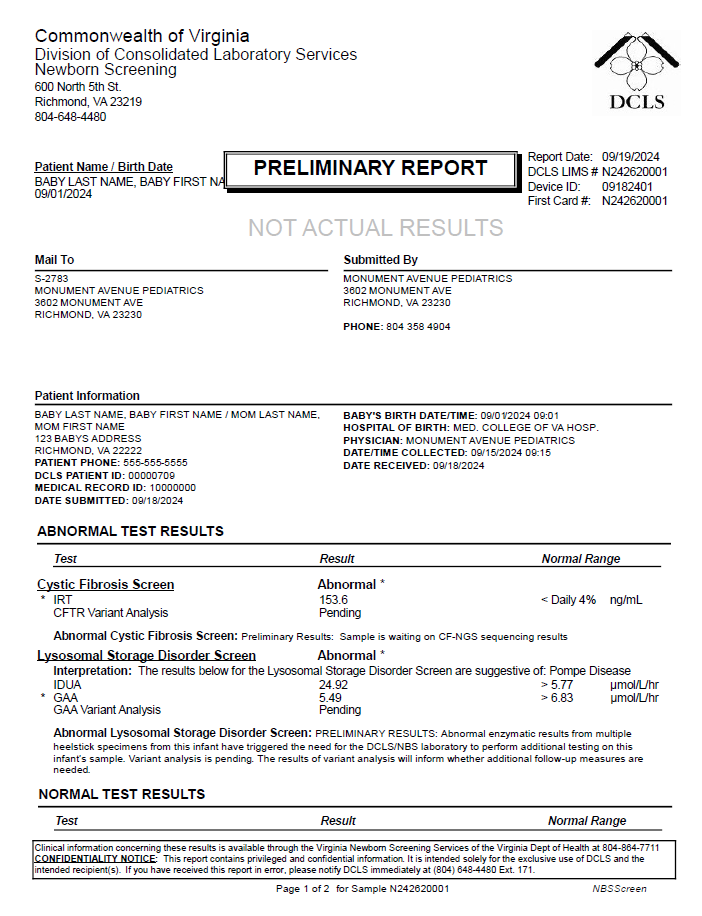 Commonwealth of Virginia
Division of Consolidated Laboratory Services
Newborn Screening
600 North 5th St.
Richmond, VA 23219
804-648-4480
DCLS
Patient Name / Birth Date
BABY LAST NAME, BABY FIRST NA
09/01/2024
PRELIMINARY REPORT
Report Date: 09/19/2024
DCLS LIMS # N242620001
Device ID: 09182401
First Card #: N242620001
NOT ACTUAL RESULTS
Mail To
S-2783
MONUMENT AVENUE PEDIATRICS
3602 MONUMENT AVE
RICHMOND, VA 23230
Submitted By
MONUMENT AVENUE PEDIATRICS
3602 MONUMENT AVE
RICHMOND, VA 23230
PHONE: 804 358 4904
Patient Information
BABY LAST NAME, BABY FIRST NAME / MOM LAST NAME,
MOM FIRST NAME
123 BABYS ADDRESS
RICHMOND, VA 22222
PATIENT PHONE: 555-555-5555
DCLS PATIENT ID: 00000709
MEDICAL RECORD ID: 10000000
DATE SUBMITTED: 09/18/2024
BABY'S BIRTH DATE/TIME: 09/01/2024 09:01
HOSPITAL OF BIRTH: MED. COLLEGE OF VA HOSP.
PHYSICIAN: MONUMENT AVENUE PEDIATRICS
DATE/TIME COLLECTED: 09/15/2024 09:15
DATE RECEIVED: 09/18/2024
ABNORMAL TEST RESULTS
Test Result Normal Range
Cystic Fibrosis Screen Abnormal *
* IRT 153.6 < Daily 4% ng/mL
CFTR Variant Analysis Pending
Abnormal Cystic Fibrosis Screen: Preliminary Results: Sample is waiting on CF-NGS sequencing results
Lysosomal Storage Disorder Screen Abnormal *
Interpretation: The results below for the Lysosomal Storage Disorder Screen are suggestive of: Pompe Disease
IDUA 24.92 > 5.77 µmol/L/hr
* GAA 5.49 > 6.83 µmol/L/hr
GAA Variant Analysis Pending
Abnormal Lysosomal Storage Disorder Screen: PRELIMINARY RESULTS: Abnormal enzymatic results from multiple
heelstick specimens from this infant have triggered the need for the DCLS/NBS laboratory to perform additional testing on this
infant's sample. Variant analysis is pending. The results of variant analysis will inform whether additional follow-up measures are
needed.
NORMAL TEST RESULTS
Test Result Normal Range
Clinical information concerning these results is available through the Virginia Newborn Screening Services of the Virginia Dept of Health at 804-864-7711
CONFIDENTIALITY NOTICE: This report contains privileged and confidential information. It is intended solely for the exclusive use of DCLS and the
intended recipient(s). If you have received this report in error, please notify DCLS immediately at (804) 648-4480 Ext. 171.
Page 1 of 2 for Sample N242620001
NBSScreen